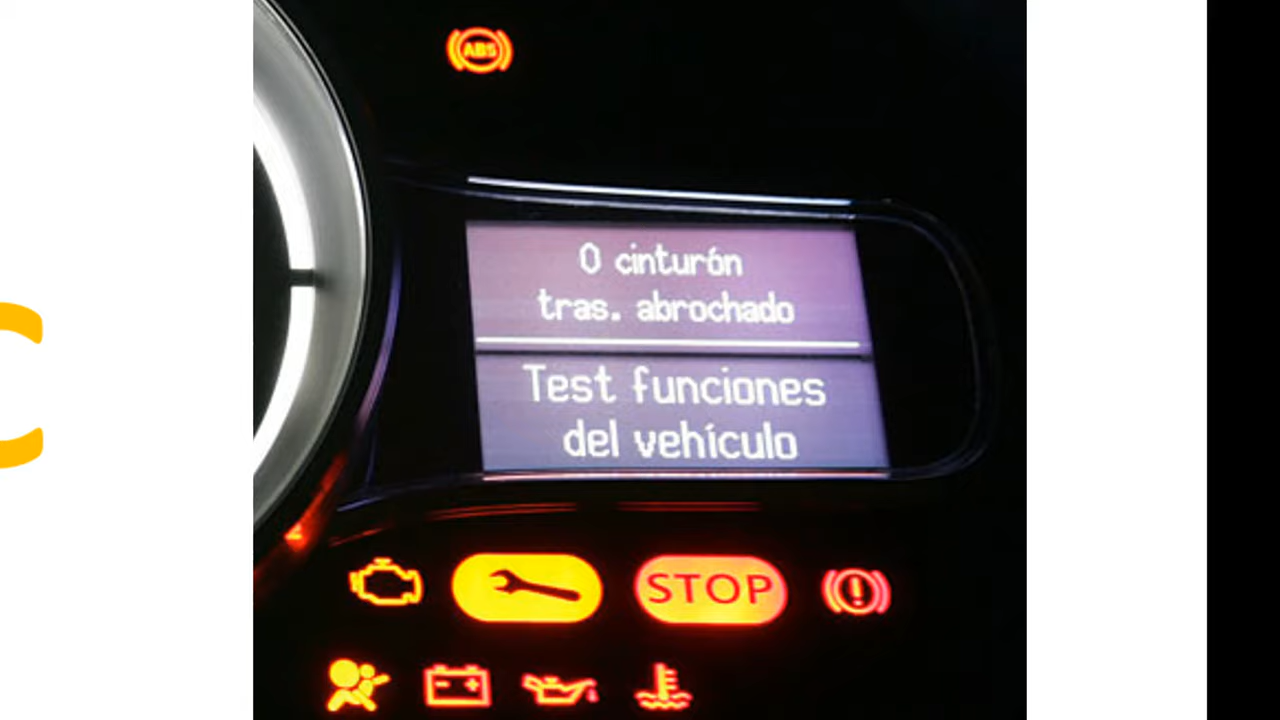 ABS
0 cinturón
tras. abrochado
Test funciones
del vehículo
STOP